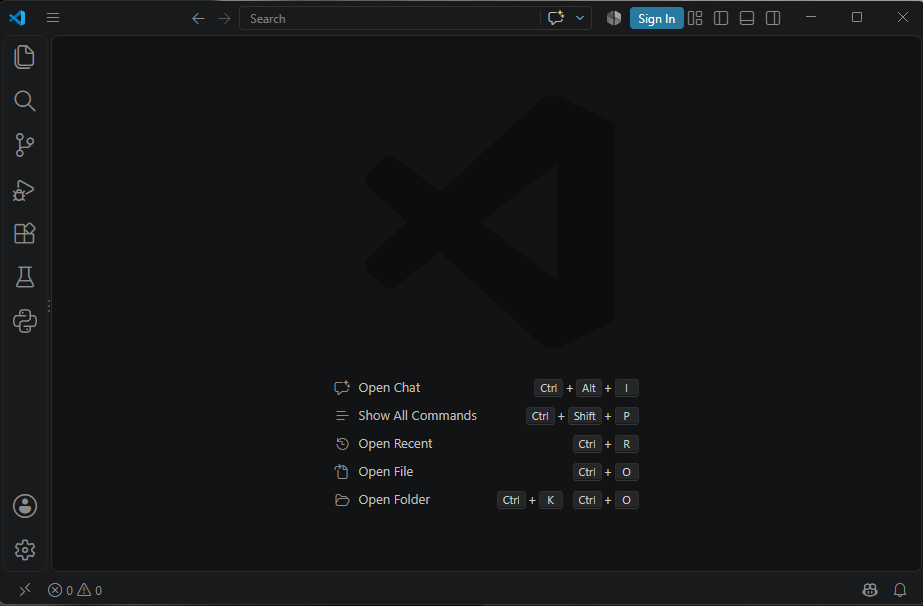 Search
Sign In
Open Chat Ctrl + Alt + I
Show All Commands Ctrl + Shift + P
Open Recent Ctrl + R
Open File Ctrl + O
Open Folder Ctrl + K Ctrl + O
0 0